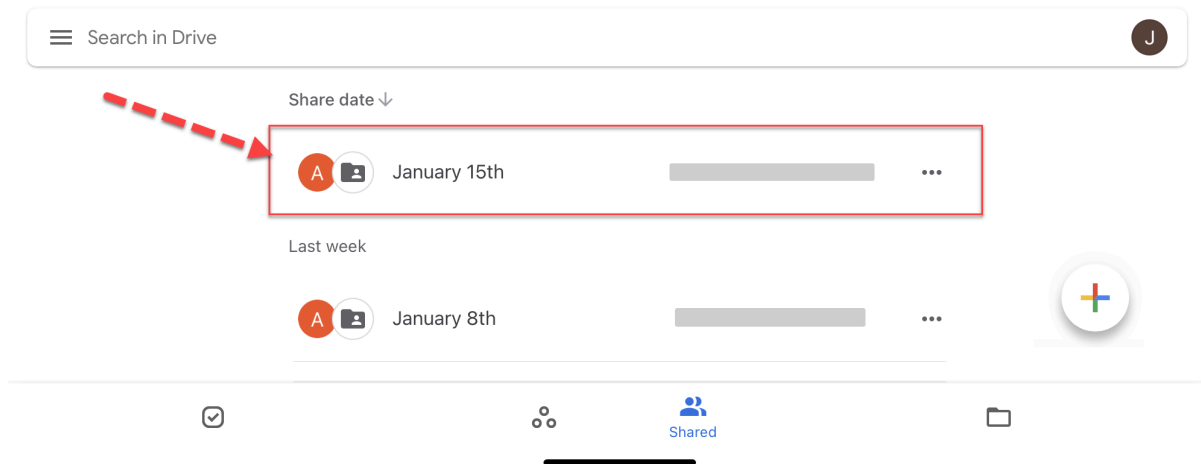 Search in Drive
J
Share date
A
January 15th
Last week
A
January 8th
Shared